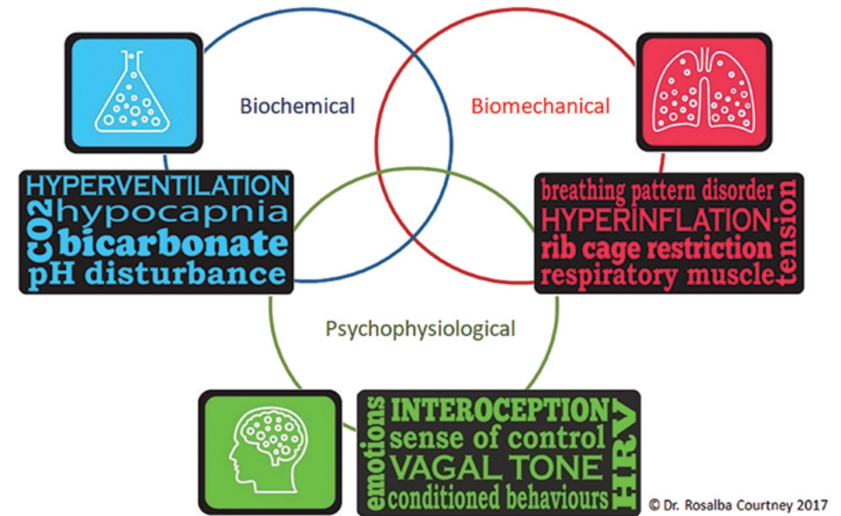 Biochemical
Biomechanical
HYPERVENTILATION
CO2
hypocapnia
bicarbonate
pH disturbance
breathing pattern disorder
HYPERINFLATION
rib cage restriction
respiratory muscle
tension
Psychophysiological
emotions
INTEROCEPTION
sense of control
VAGAL TONE
conditioned behaviours
HRV
© Dr. Rosalba Courtney 2017